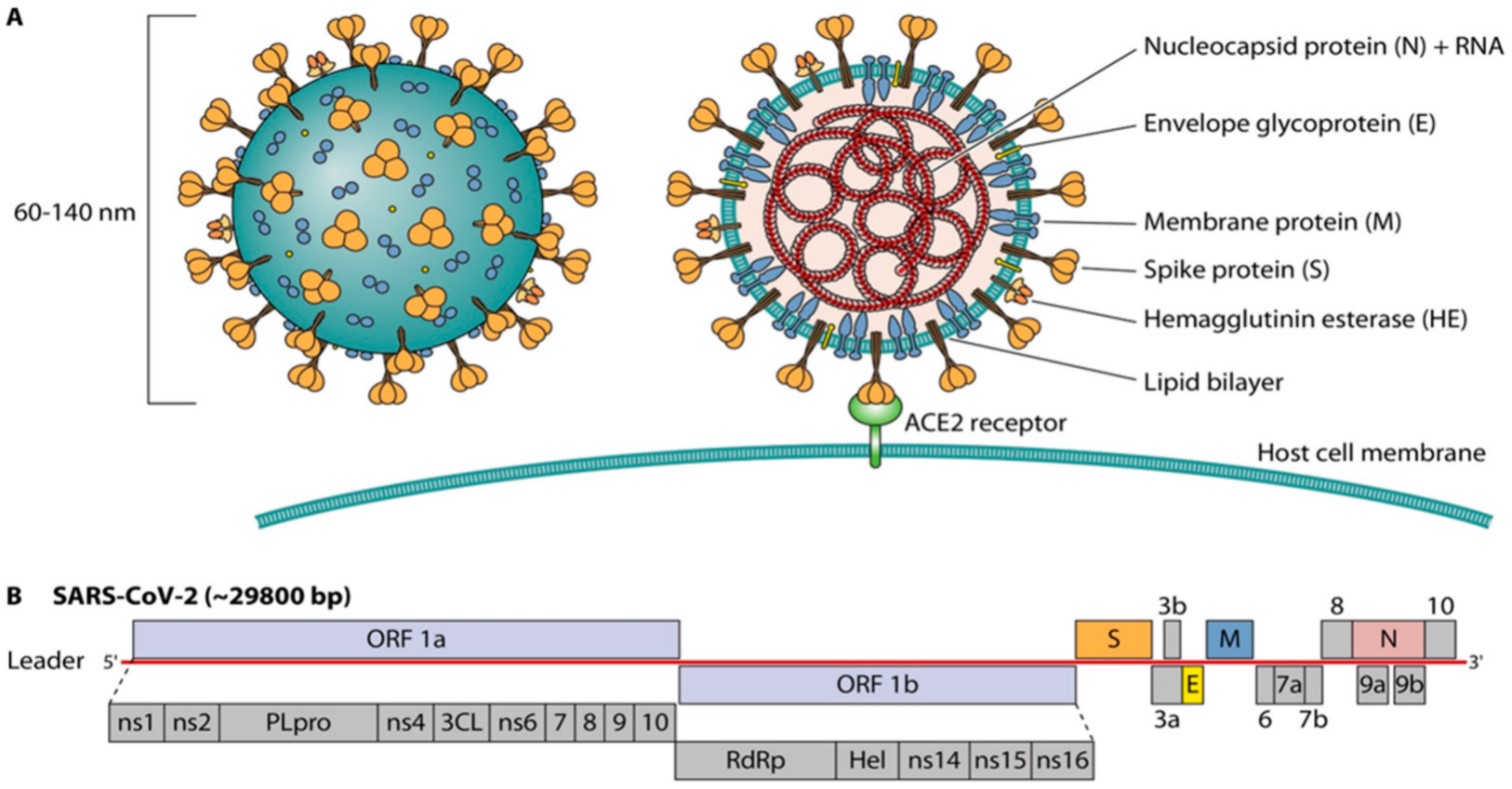 A
60-140 nm
Nucleocapsid protein (N) + RNA
Envelope glycoprotein (E)
Membrane protein (M)
Spike protein (S)
Hemagglutinin esterase (HE)
Lipid bilayer
ACE2 receptor
Host cell membrane
B SARS-CoV-2 (~29800 bp)
3b 8 10
ORF 1a S M N
Leader 5' 3'
ORF 1b E 7a 9a 9b
3a 6 7b
ns1 ns2 PLpro ns4 3CL ns6 7 8 9 10
RdRp Hel ns14 ns15 ns16